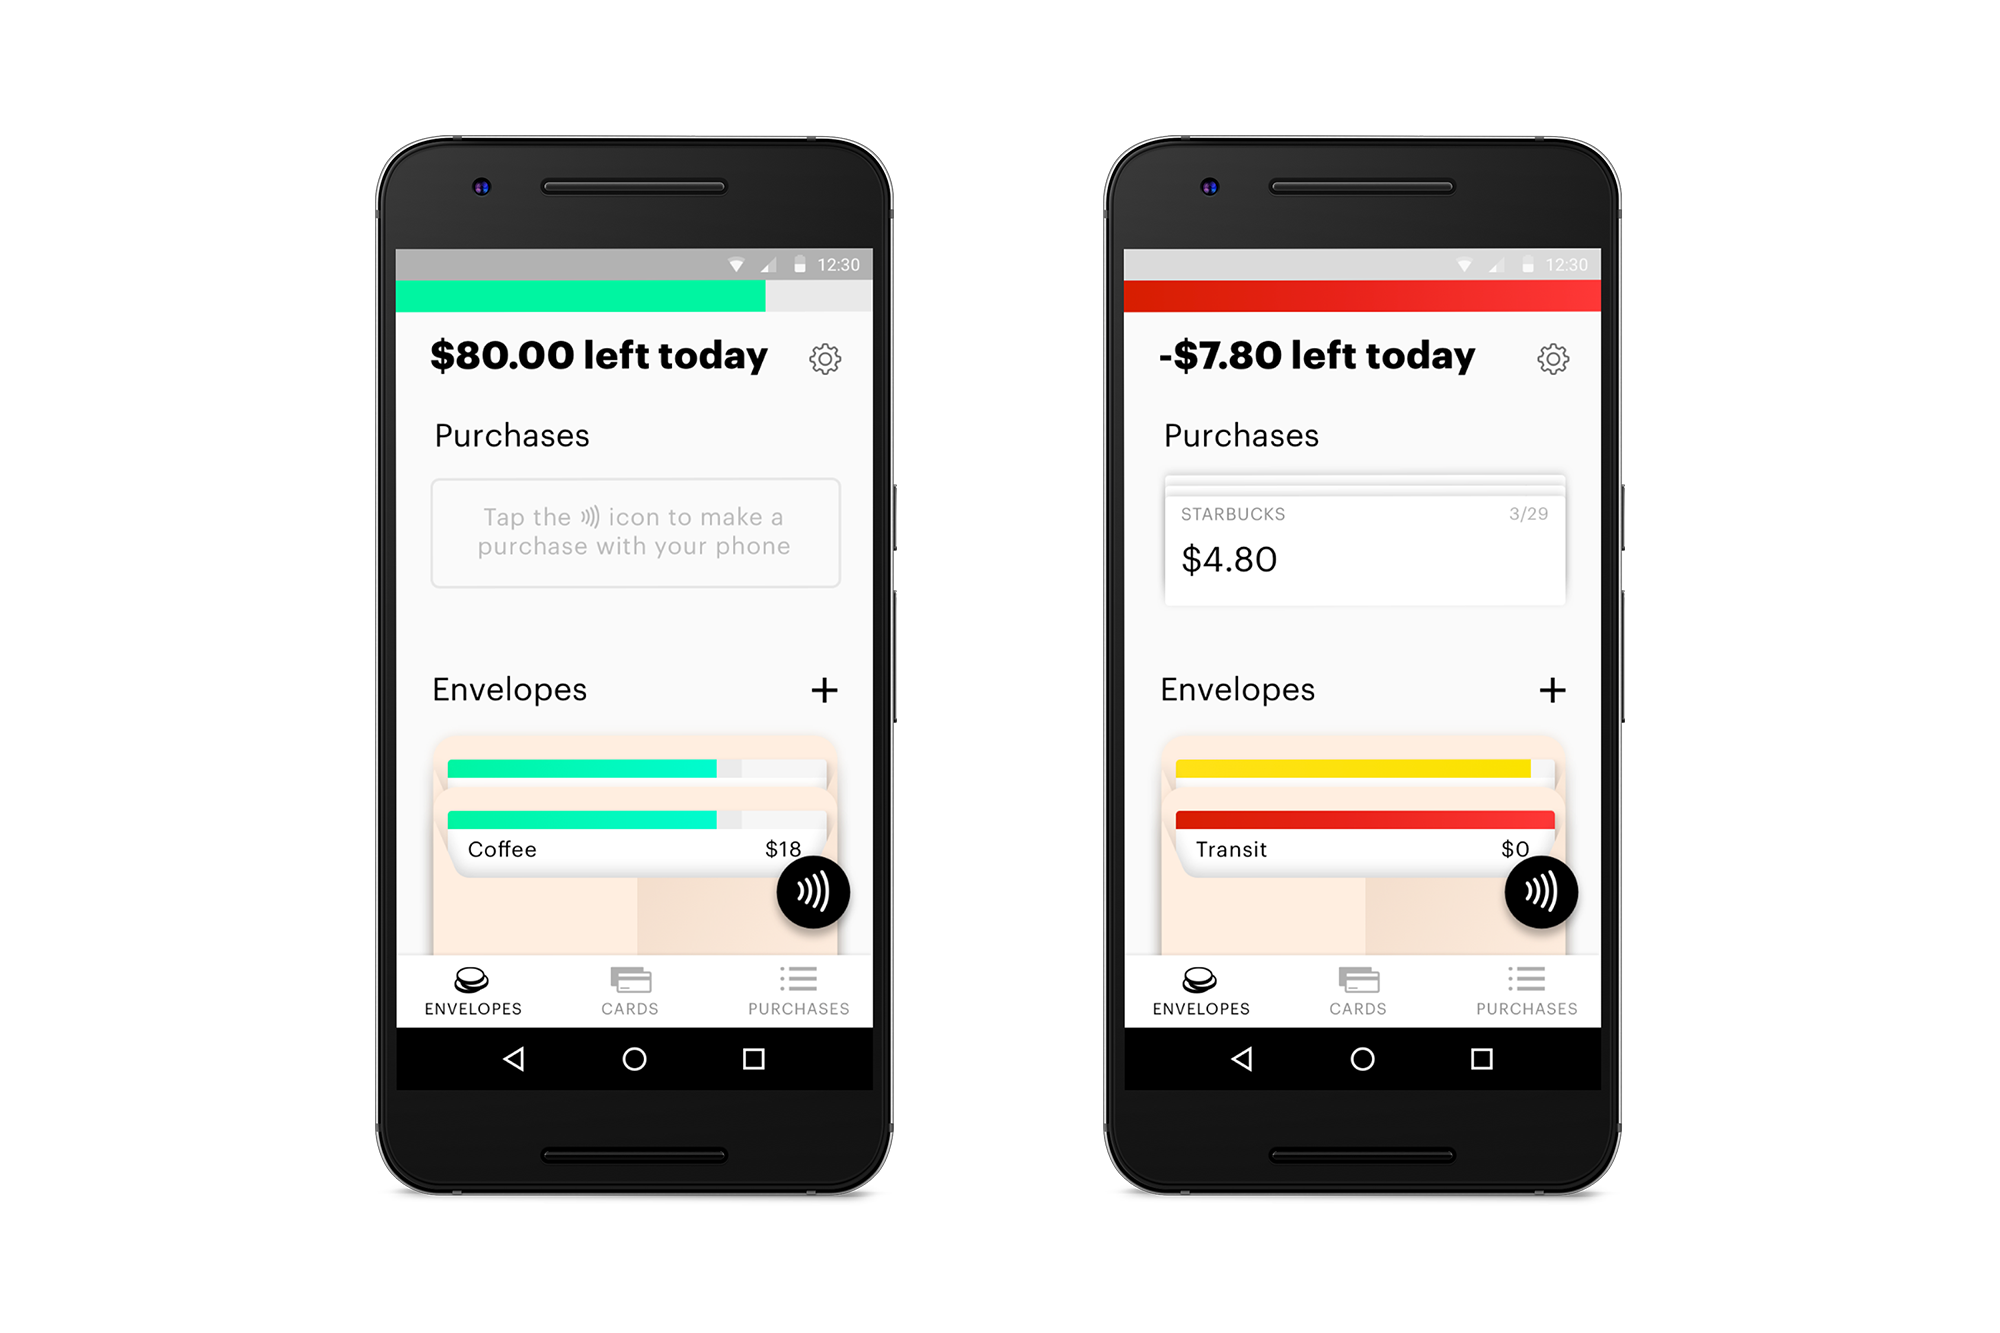 12:30
$80.00 left today
Purchases
Tap the icon to make a
purchase with your phone
Envelopes
Coffee $18
ENVELOPES CARDS PURCHASES
12:30
-$7.80 left today
Purchases
STARBUCKS 3/29
$4.80
Envelopes
Transit $0
ENVELOPES CARDS PURCHASES